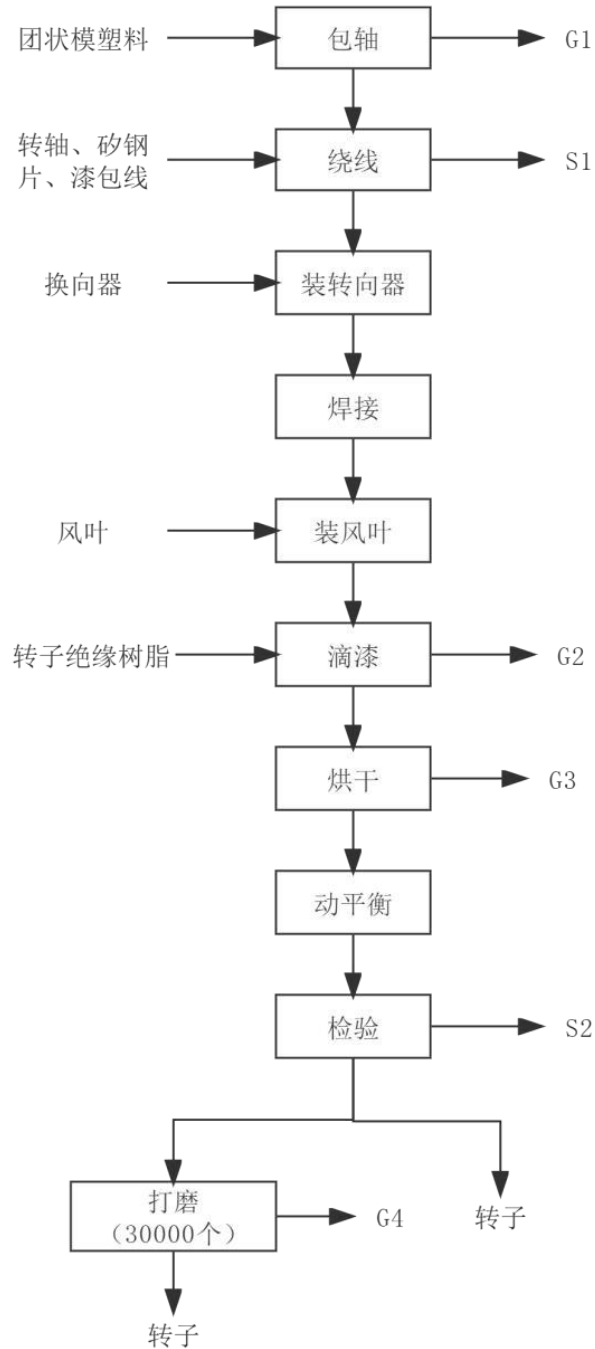 团状模塑料
包轴
G1
转轴、矽钢
片、漆包线
绕线
S1
换向器
装转向器
焊接
风叶
装风叶
转子绝缘树脂
滴漆
G2
烘干
G3
动平衡
检验
S2
打磨
（30000个）
G4
转子
转子